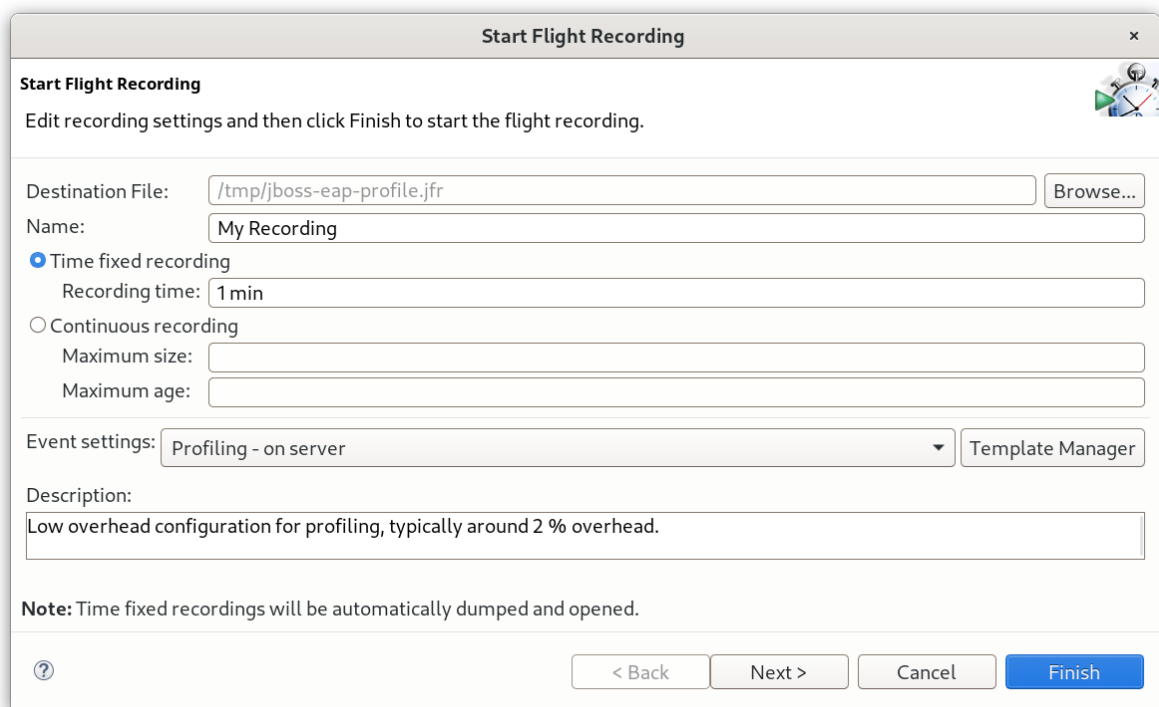 Start Flight Recording ×
Start Flight Recording
Edit recording settings and then click Finish to start the flight recording.
Destination File: /tmp/jboss-eap-profile.jfr Browse...
Name: My Recording
Time fixed recording
Recording time: 1 min
Continuous recording
Maximum size:
Maximum age:
Event settings: Profiling - on server Template Manager
Description:
Low overhead configuration for profiling, typically around 2 % overhead.
Note: Time fixed recordings will be automatically dumped and opened.
? < Back Next > Cancel Finish